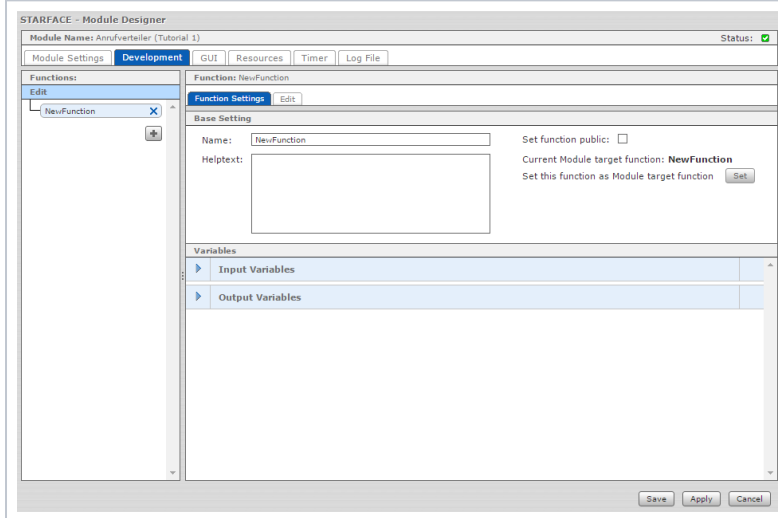 STARFACE - Module Designer
Module Name: Anrufverteiler (Tutorial 1)
Status:
Module Settings
Development
GUI
Resources
Timer
Log File
Functions:
Edit
NewFunction
Function: NewFunction
Function Settings
Edit
Base Setting
Name:
NewFunction
Set function public:
Helptext:
Current Module target function: NewFunction
Set this function as Module target function
Set
Variables
Input Variables
Output Variables
Save
Apply
Cancel